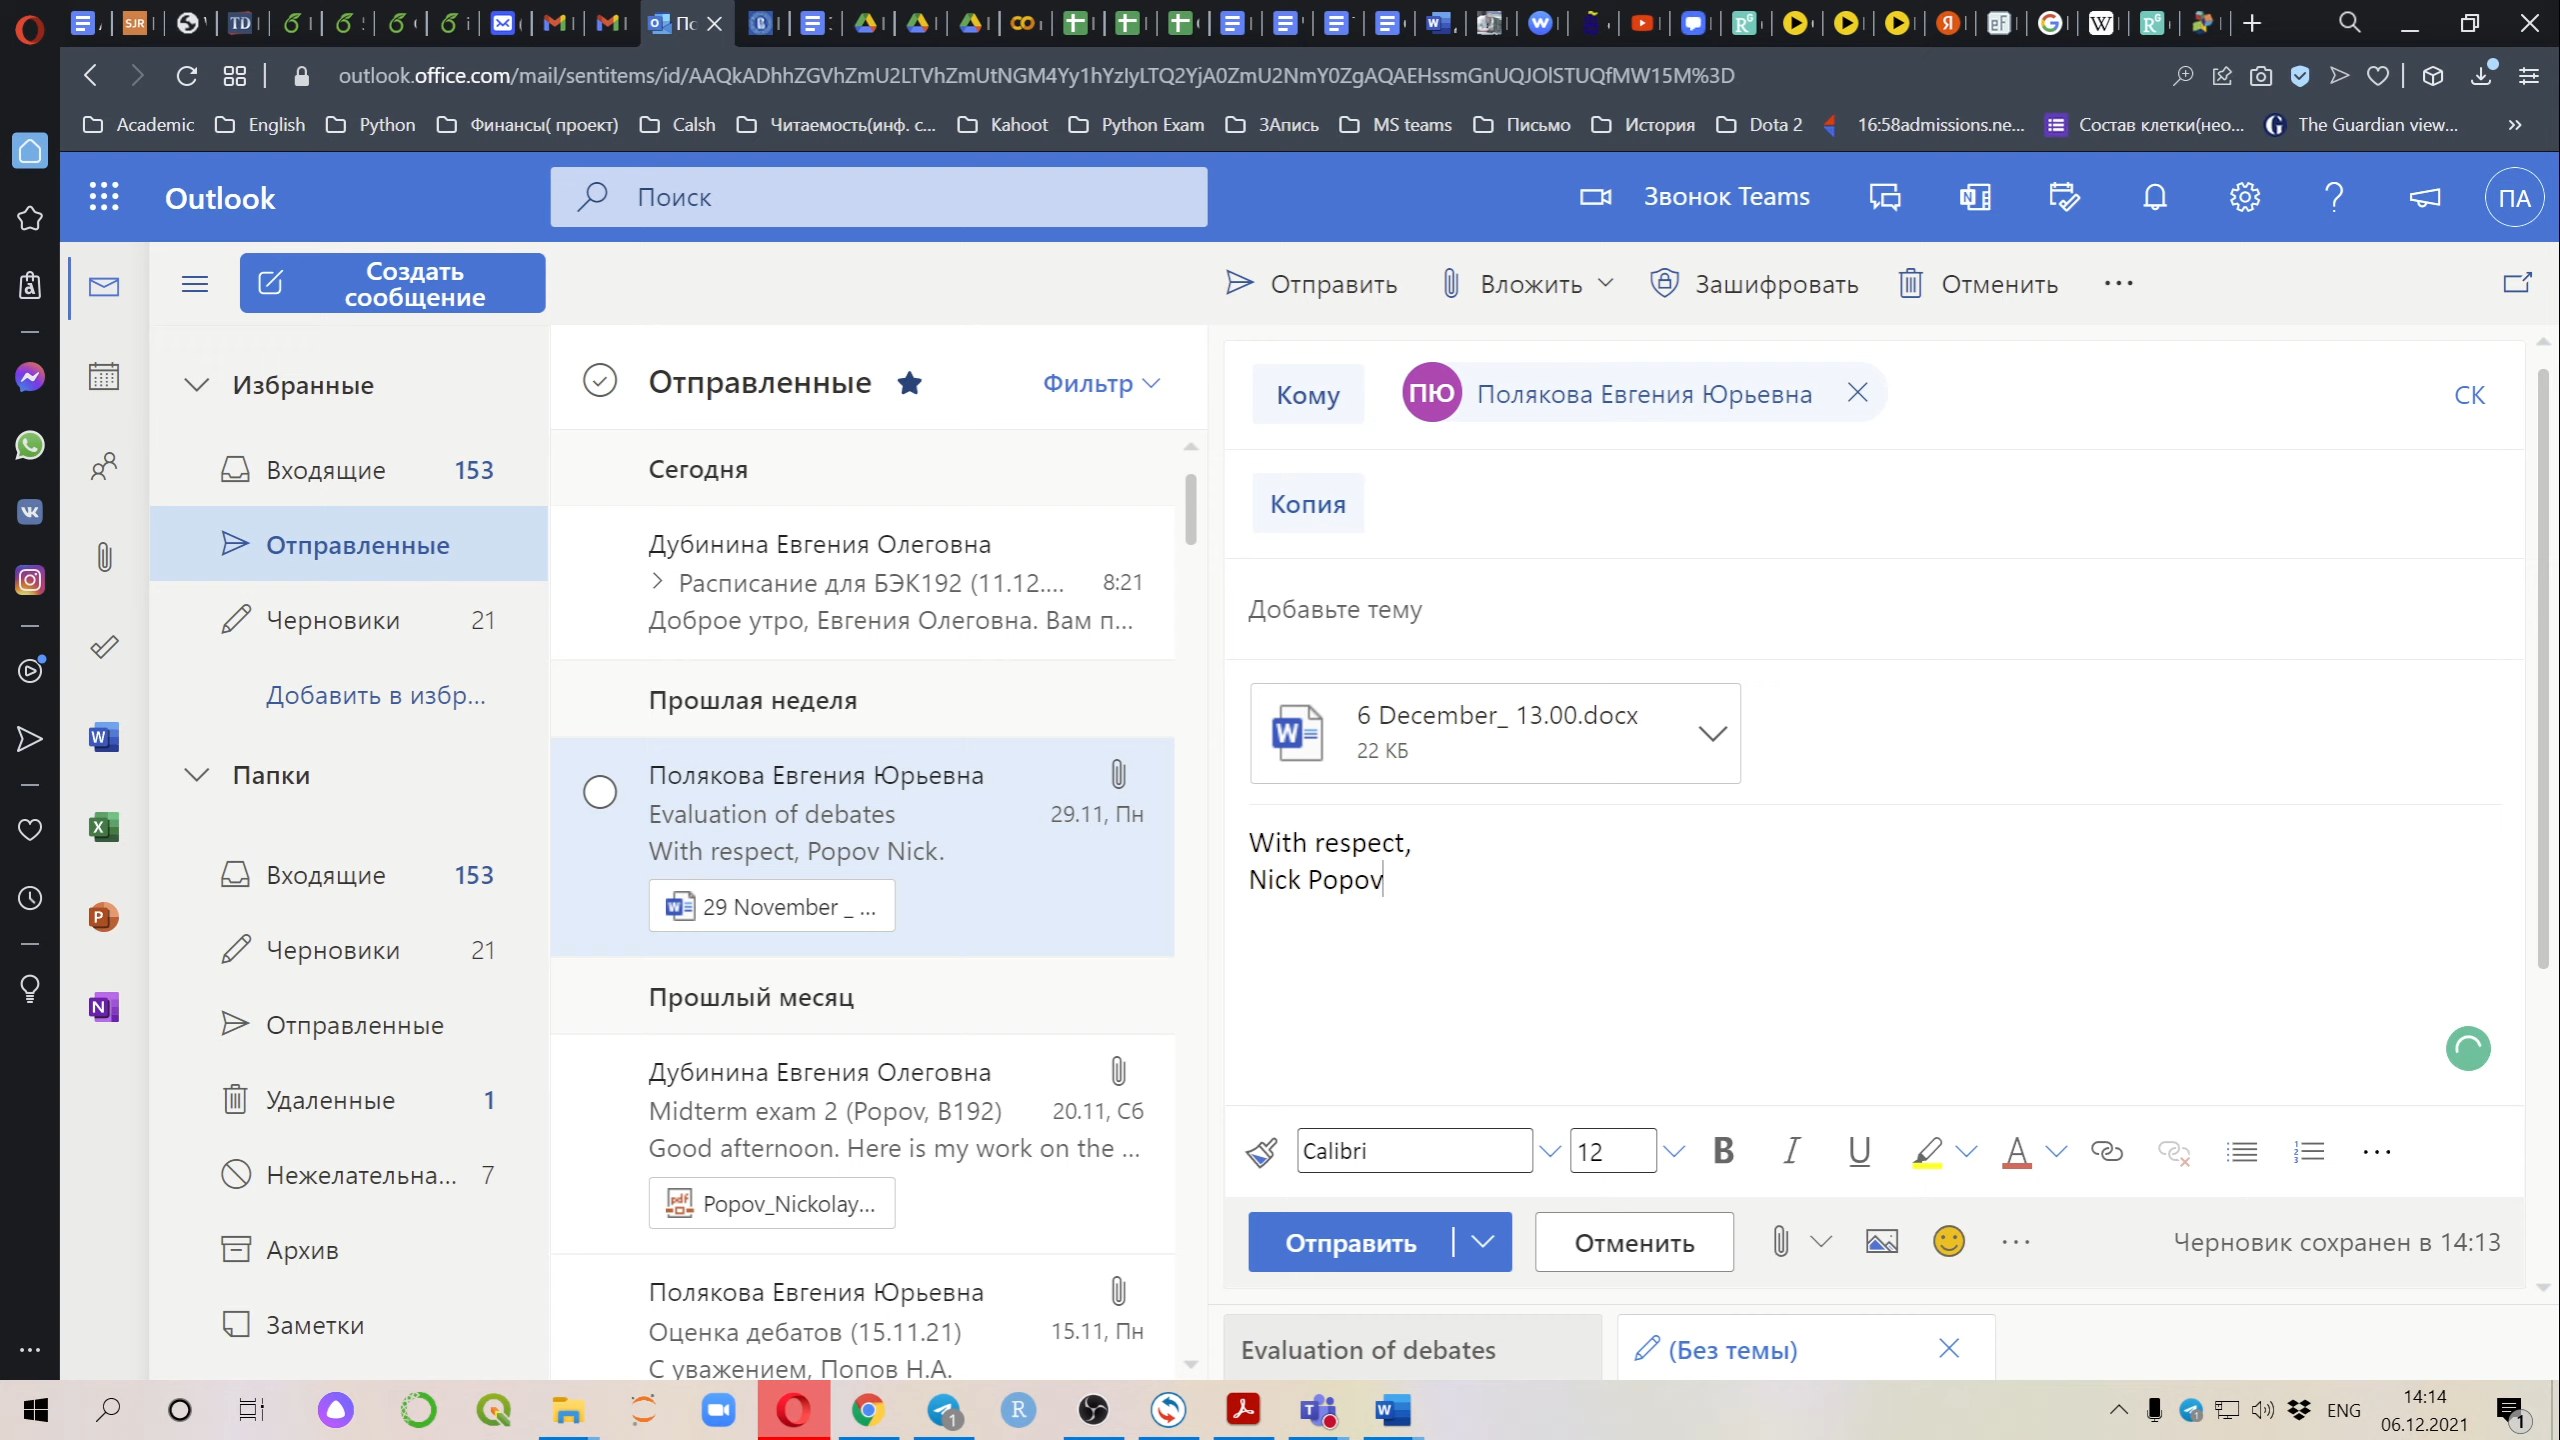 outlook.office.com/mail/sentitems/id/AAQkADhhZGVhZmU2LTVhZmUtNGM4Yy1hYzIyLTQ2YjA0ZmU2NmY0ZgAQAEHssmGnUQJOlSTUQfMW15M%3D
Academic English Python Финансы( проект) Calsh Читаемость(инф. с... Kahoot Python Exam ЗАпись MS teams Письмо История Dota 2 16:58admissions.ne... Состав клетки(нео... The Guardian view... »
Outlook
Поиск
Звонок Teams
ПА
Создать
сообщение
Отправить
Вложить
Зашифровать
Отменить
Избранные
Входящие 153
Отправленные
Черновики 21
Добавить в избр...
Папки
Входящие 153
Черновики 21
Отправленные
Удаленные 1
Нежелательна... 7
Архив
Заметки
Отправленные
Фильтр
Сегодня
Дубинина Евгения Олеговна
Расписание для БЭК192 (11.12.... 8:21
Доброе утро, Евгения Олеговна. Вам п...
Прошлая неделя
Полякова Евгения Юрьевна
Evaluation of debates 29.11, Пн
With respect, Popov Nick.
29 November _ ...
Прошлый месяц
Дубинина Евгения Олеговна
Midterm exam 2 (Popov, B192) 20.11, Сб
Good afternoon. Here is my work on the ...
Popov_Nickolay...
Полякова Евгения Юрьевна
Оценка дебатов (15.11.21) 15.11, Пн
С уважением, Попов Н.А.
Кому
ПЮ Полякова Евгения Юрьевна
СК
Копия
Добавьте тему
6 December_ 13.00.docx
22 КБ
With respect,
Nick Popov
Calibri 12
Отправить
Отменить
Черновик сохранен в 14:13
Evaluation of debates
(Без темы)
ENG
14:14
06.12.2021